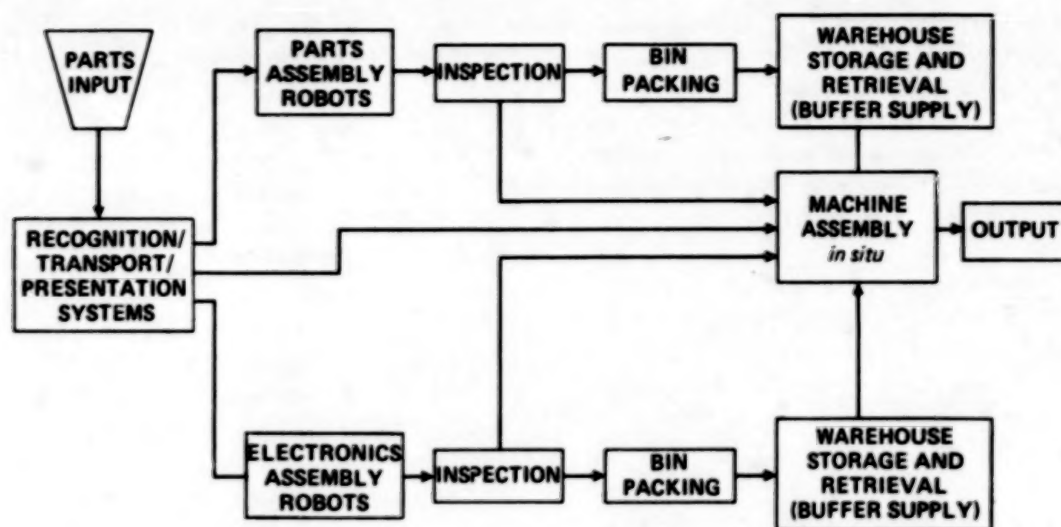 PARTS
INPUT
RECOGNITION/
TRANSPORT/
PRESENTATION
SYSTEMS
PARTS
ASSEMBLY
ROBOTS
INSPECTION
BIN
PACKING
WAREHOUSE
STORAGE AND
RETRIEVAL
(BUFFER SUPPLY)
MACHINE
ASSEMBLY
in situ
OUTPUT
ELECTRONICS
ASSEMBLY
ROBOTS
INSPECTION
BIN
PACKING
WAREHOUSE
STORAGE AND
RETRIEVAL
(BUFFER SUPPLY)